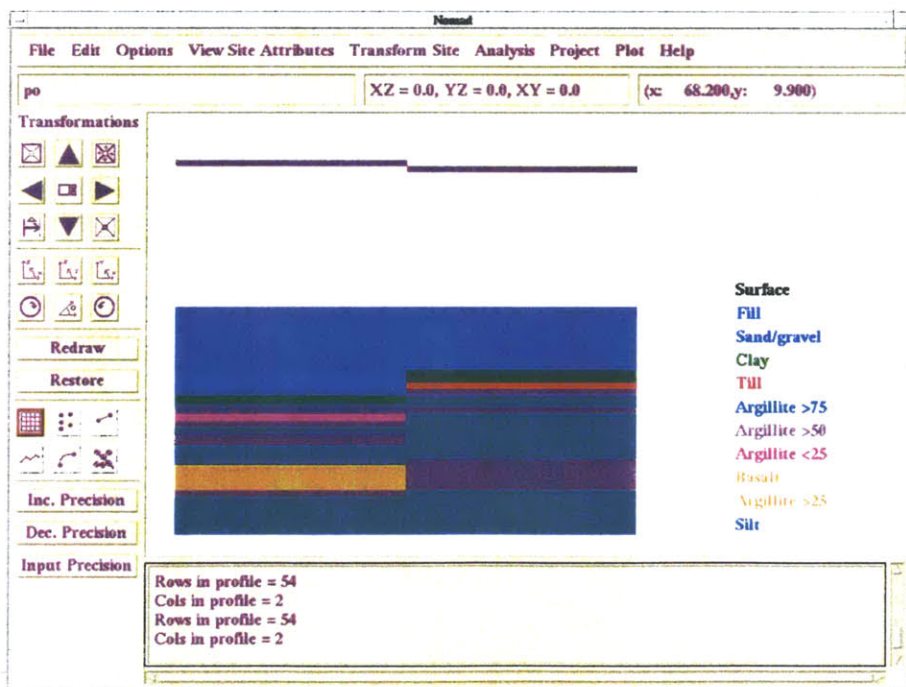 Nomad
File Edit Options View Site Attributes Transform Site Analysis Project Plot Help
po
XZ = 0.0, YZ = 0.0, XY = 0.0
(x: 68.200,y: 9.900)
Transformations
Redraw
Restore
Inc. Precision
Dec. Precision
Input Precision
Surface
Fill
Sand/gravel
Clay
Till
Argillite >75
Argillite >50
Argillite <25
Basalt
Argillite >25
Silt
Rows in profile = 54
Cols in profile = 2
Rows in profile = 54
Cols in profile = 2